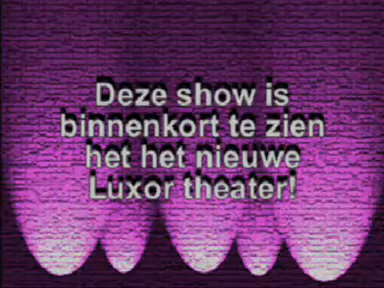 Deze show is
binnenkort te zien
het het nieuwe
Luxor theater!